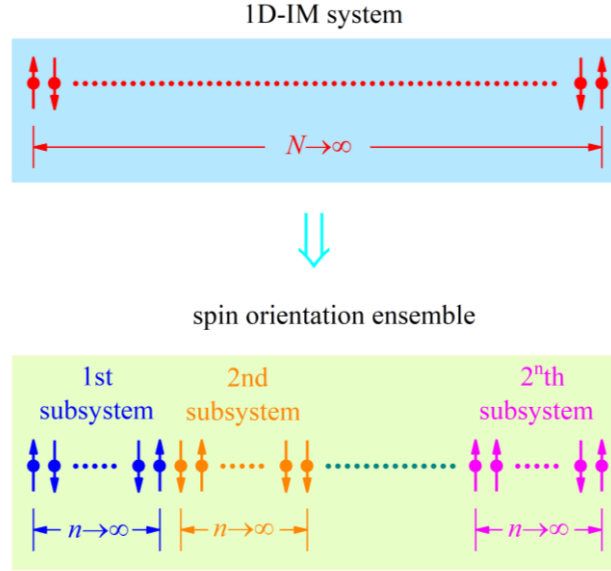 1D-IM system
N→∞
spin orientation ensemble
1st subsystem
2nd subsystem
2ⁿth subsystem
n→∞
n→∞
n→∞